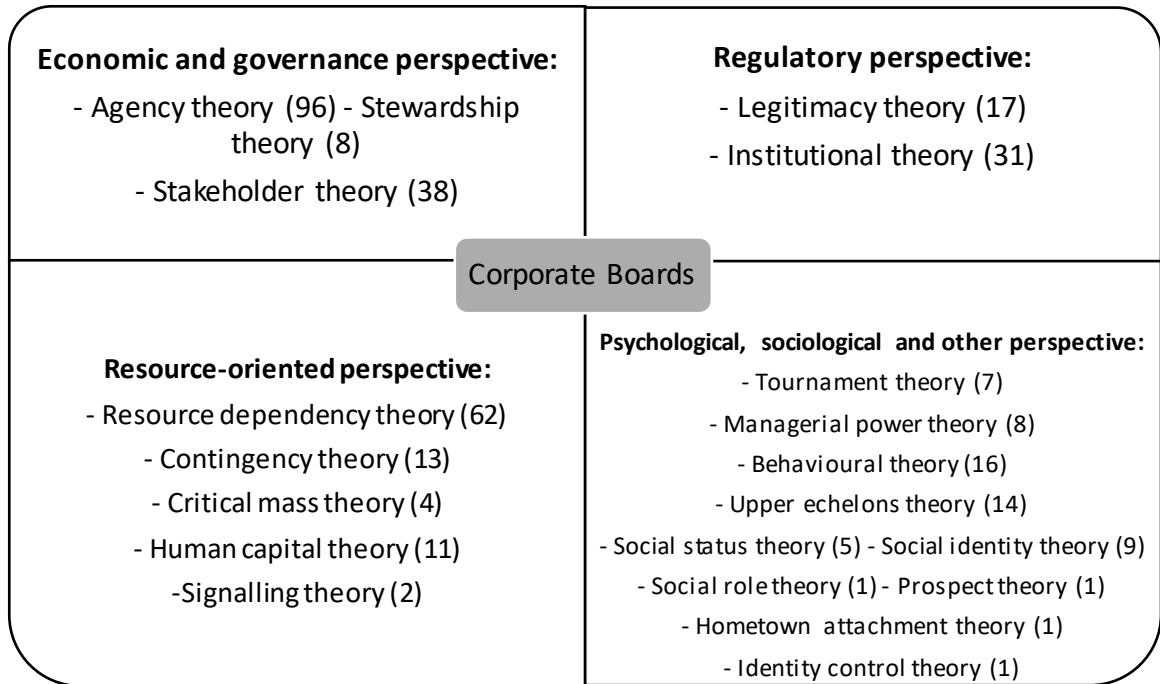 Economic and governance perspective:
- Agency theory (96) - Stewardship
theory (8)
- Stakeholder theory (38)
Regulatory perspective:
- Legitimacy theory (17)
- Institutional theory (31)
Corporate Boards
Resource-oriented perspective:
- Resource dependency theory (62)
- Contingency theory (13)
- Critical mass theory (4)
- Human capital theory (11)
-Signalling theory (2)
Psychological, sociological and other perspective:
- Tournament theory (7)
- Managerial power theory (8)
- Behavioural theory (16)
- Upper echelons theory (14)
- Social status theory (5) - Social identity theory (9)
- Social role theory (1) - Prospect theory (1)
- Hometown attachment theory (1)
- Identity control theory (1)